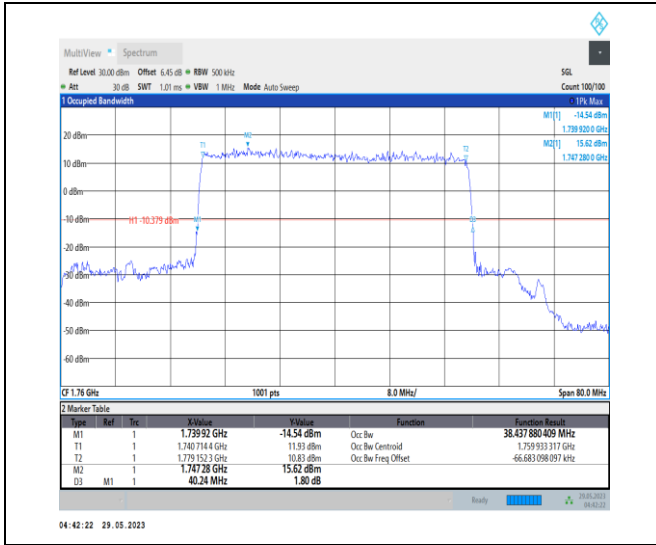 MultiView Spectrum
Ref Level 30.00 dBm Offset 6.45 dB RBW 500 kHz SGL
Att 30 dB SWT 1.01 ms VBW 1 MHz Mode Auto Sweep Count 100/100
1 Occupied Bandwidth 1Pk Max
M1[1] -14.54 dBm
1.739 920 0 GHz
M2[1] 15.62 dBm
1.747 280 0 GHz
20 dBm
T1 M2 T2
10 dBm
0 dBm
-10 dBm H1 -10.379 dBm M1 D3
-20 dBm
-30 dBm
-40 dBm
-50 dBm
-60 dBm
CF 1.76 GHz 1001 pts 8.0 MHz/ Span 80.0 MHz
2 Marker Table
Type Ref Trc X-Value Y-Value Function Function Result
M1 1 1.739 92 GHz -14.54 dBm Occ Bw 38.437 880 409 MHz
T1 1 1.740 714 4 GHz 11.93 dBm Occ Bw Centroid 1.759 933 317 GHz
T2 1 1.779 152 3 GHz 10.83 dBm Occ Bw Freq Offset -66.683 098 097 kHz
M2 1 1.747 28 GHz 15.62 dBm
D3 M1 1 40.24 MHz 1.80 dB
Ready 29.05.2023
04:42:22
04:42:22 29.05.2023